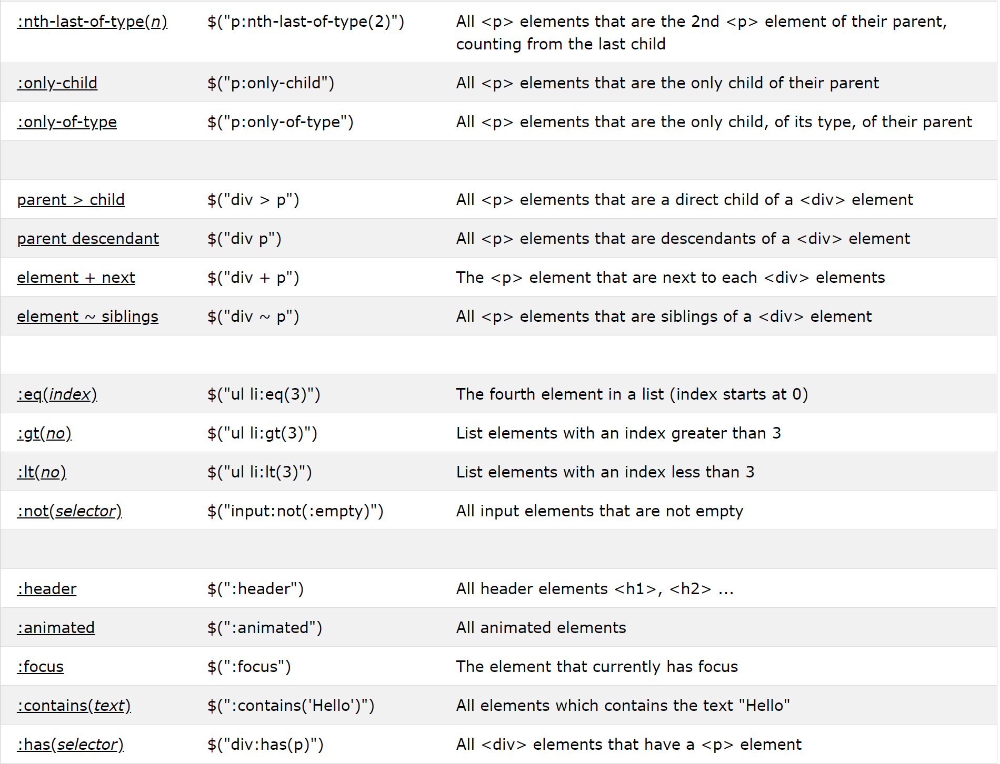 :nth-last-of-type(n) $("p:nth-last-of-type(2)") All <p> elements that are the 2nd <p> element of their parent,
counting from the last child
:only-child $("p:only-child") All <p> elements that are the only child of their parent
:only-of-type $("p:only-of-type") All <p> elements that are the only child, of its type, of their parent
parent > child $("div > p") All <p> elements that are a direct child of a <div> element
parent descendant $("div p") All <p> elements that are descendants of a <div> element
element + next $("div + p") The <p> element that are next to each <div> elements
element ~ siblings $("div ~ p") All <p> elements that are siblings of a <div> element
:eq(index) $("ul li:eq(3)") The fourth element in a list (index starts at 0)
:gt(no) $("ul li:gt(3)") List elements with an index greater than 3
:lt(no) $("ul li:lt(3)") List elements with an index less than 3
:not(selector) $("input:not(:empty)") All input elements that are not empty
:header $(":header") All header elements <h1>, <h2> ...
:animated $(":animated") All animated elements
:focus $(":focus") The element that currently has focus
:contains(text) $(":contains('Hello')") All elements which contains the text "Hello"
:has(selector) $("div:has(p)") All <div> elements that have a <p> element